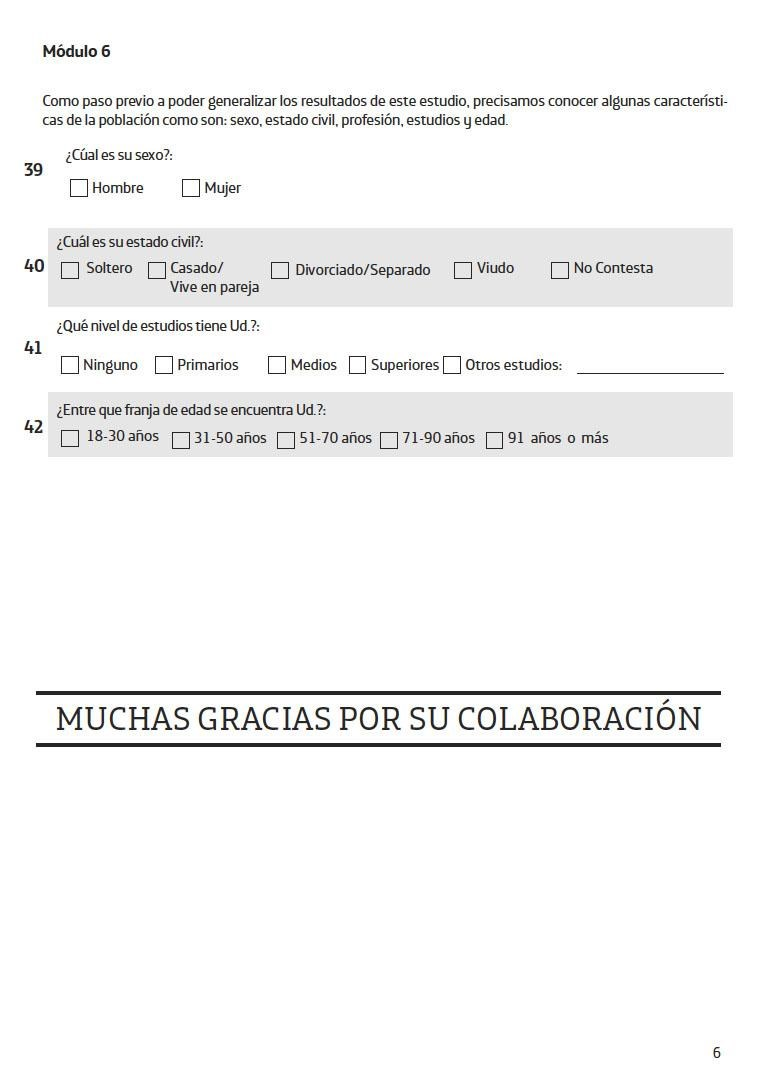 Módulo 6
Como paso previo a poder generalizar los resultados de este estudio, precisamos conocer algunas característi-
cas de la población como son: sexo, estado civil, profesión, estudios y edad.
¿Cúal es su sexo?:
39
Hombre Mujer
¿Cuál es su estado civil?:
40 Soltero Casado/ Divorciado/Separado Viudo No Contesta
Vive en pareja
¿Qué nivel de estudios tiene Ud.?:
41
Ninguno Primarios Medios Superiores Otros estudios:
¿Entre que franja de edad se encuentra Ud.?:
42
18-30 años 31-50 años 51-70 años 71-90 años 91 años o más
MUCHAS GRACIAS POR SU COLABORACIÓN
6